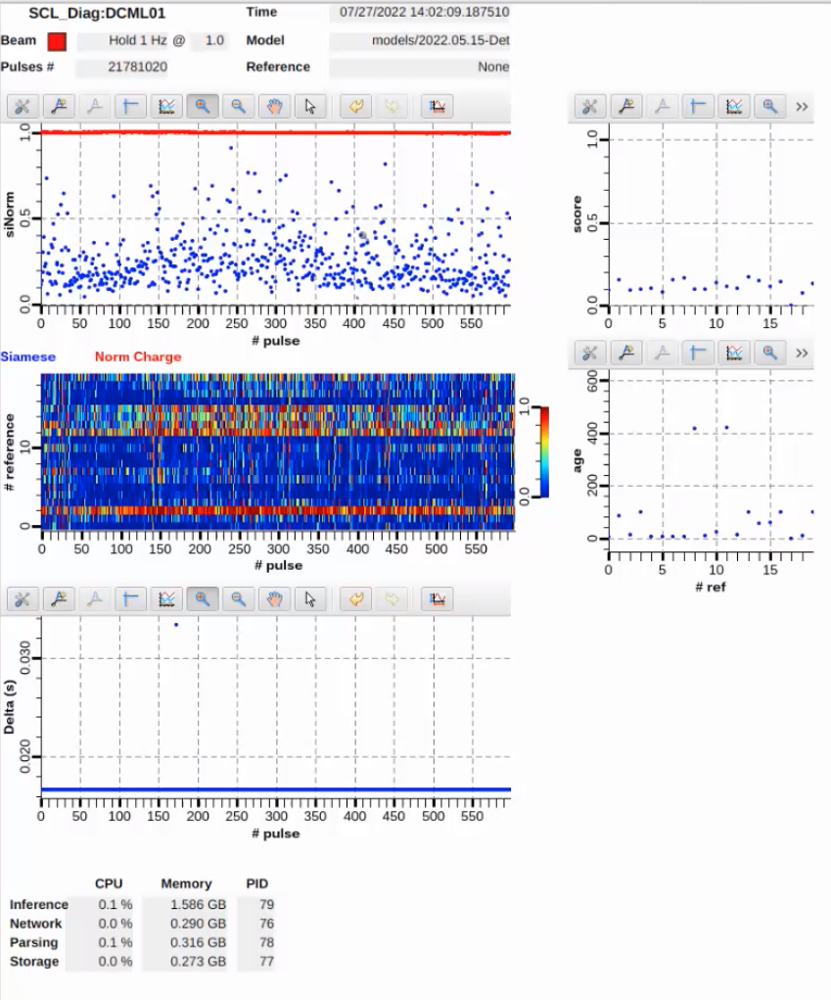 SCL_Diag:DCML01 Time 07/27/2022 14:02:09.187510
Beam Hold 1 Hz @ 1.0 Model models/2022.05.15-Det
Pulses # 21781020 Reference None
siNorm
1.0
0.5
0.0
0 50 100 150 200 250 300 350 400 450 500 550
# pulse
Siamese Norm Charge
# reference
10
0
0 50 100 150 200 250 300 350 400 450 500 550
# pulse
1.0
0.0
Delta (s)
0.030
0.020
0 50 100 150 200 250 300 350 400 450 500 550
# pulse
score
1.0
0.5
0.0
0 5 10 15
age
600
400
200
0
0 5 10 15
# ref
CPU Memory PID
Inference 0.1 % 1.586 GB 79
Network 0.0 % 0.290 GB 76
Parsing 0.1 % 0.316 GB 78
Storage 0.0 % 0.273 GB 77